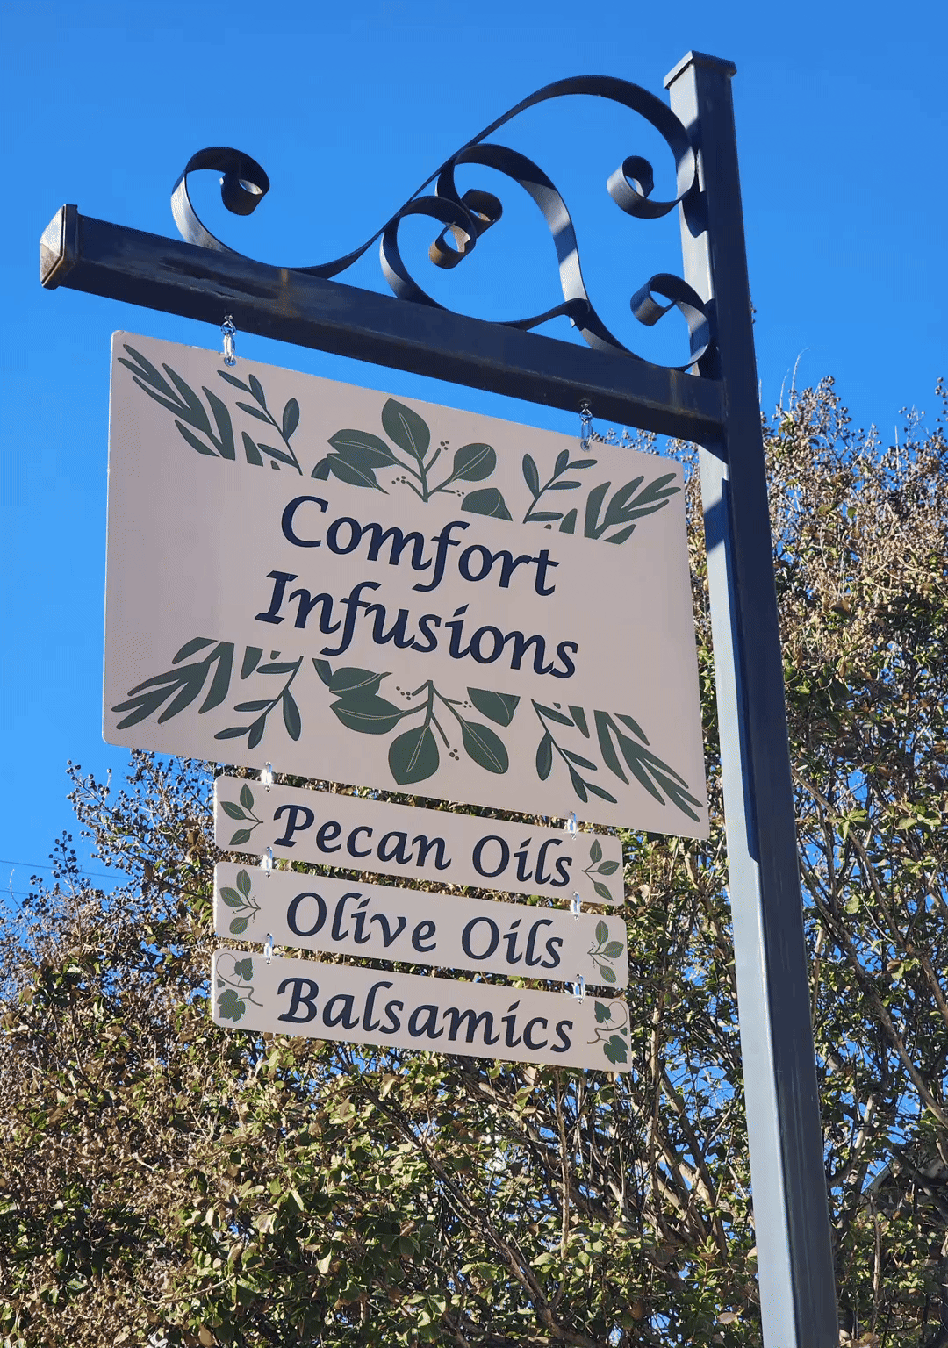 Comfort
Infusions
Pecan Oils
Olive Oils
Balsamics